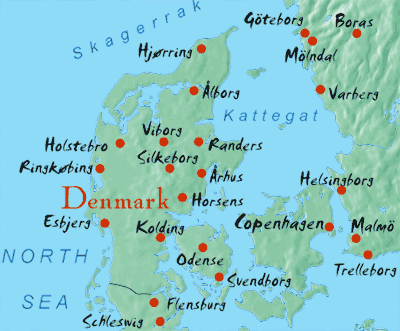 Skagerrak
Göteborg
Boras
Hjørring
Mölndal
Ålborg
Varberg
Kattegat
Viborg
Holstebro
Randers
Silkeborg
Ringkøbing
Århus
Helsingborg
Denmark
Horsens
Esbjerg
Kolding
Copenhagen
Malmö
Odense
NORTH
SEA
Trelleborg
Svendborg
Flensburg
Schleswig